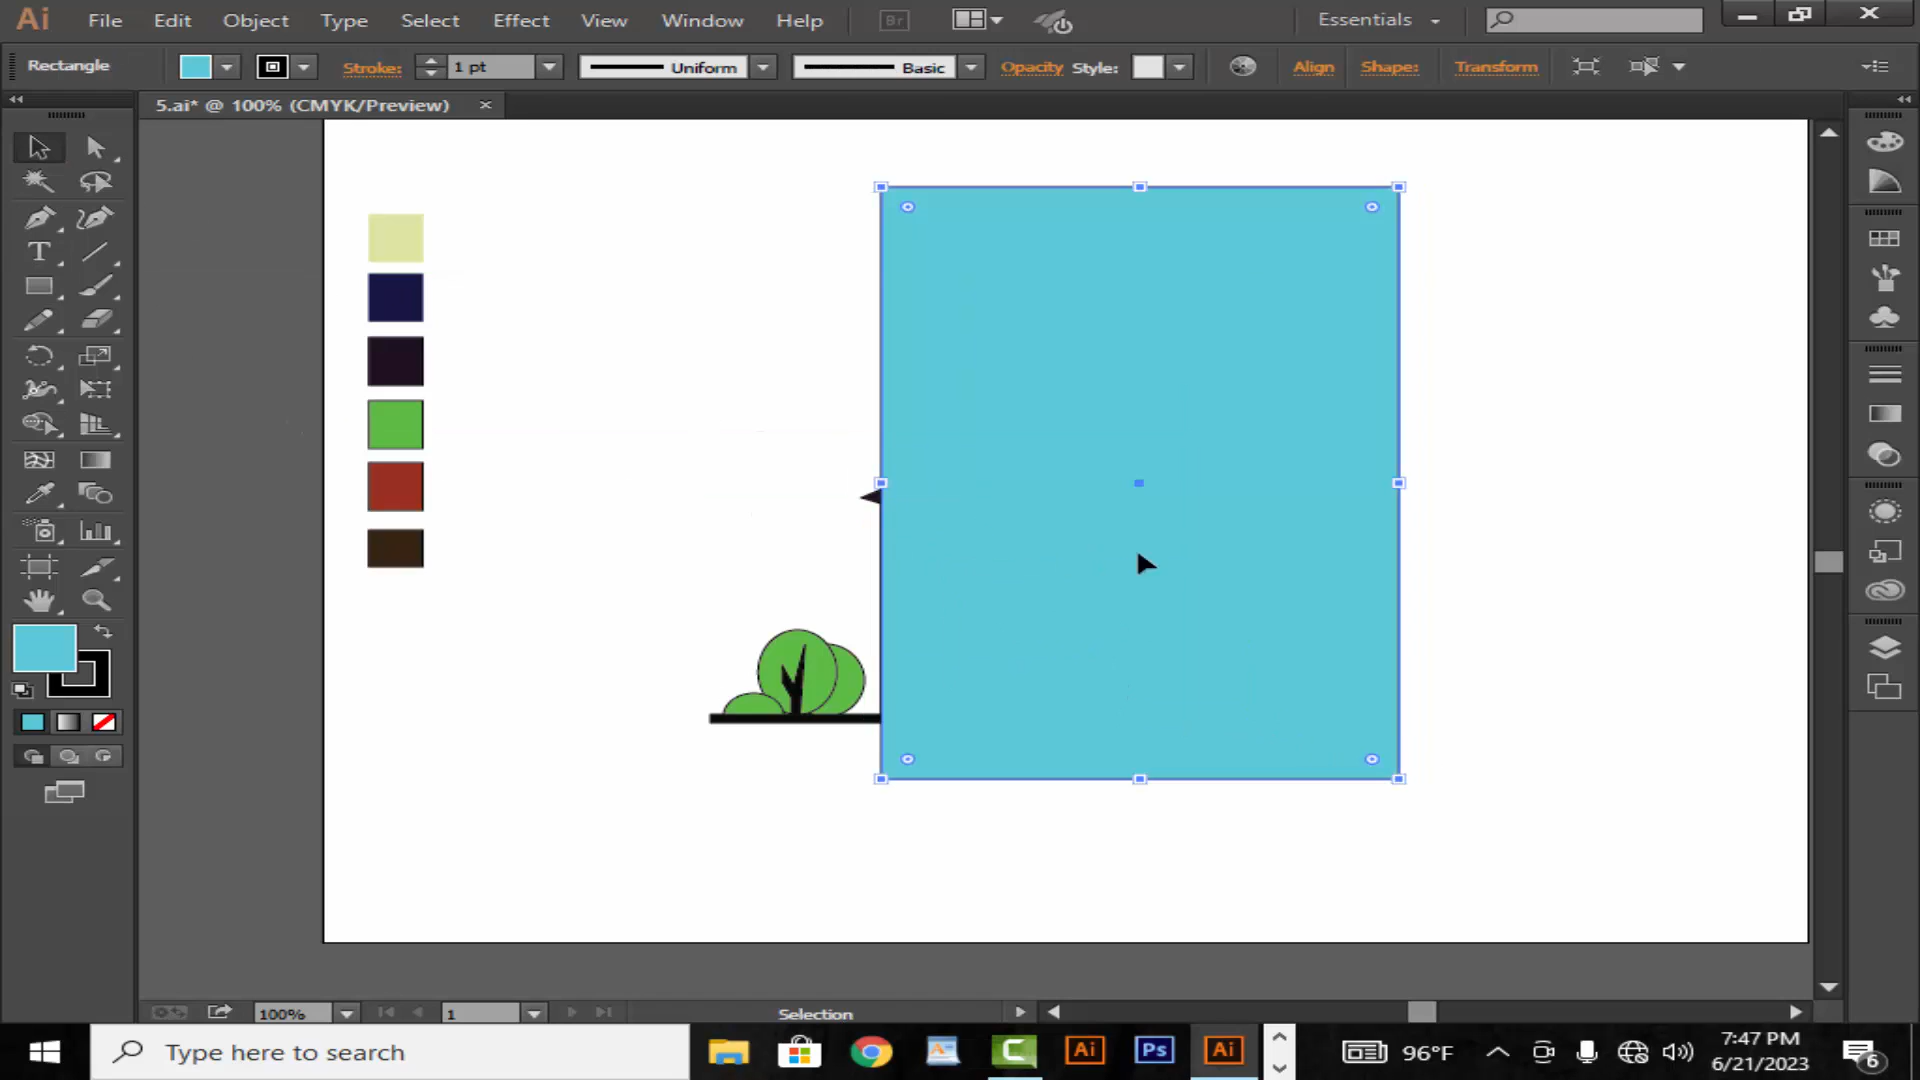 Ai File Edit Object Type Select Effect View Window Help Br Essentials
Rectangle Stroke: 1 pt Uniform Basic Opacity Style: Align Shape: Transform
5.ai* @ 100% (CMYK/Preview) ×
T
100% 1 Selection
Type here to search Ai Ps Ai 96°F 7:47 PM
6/21/2023
6